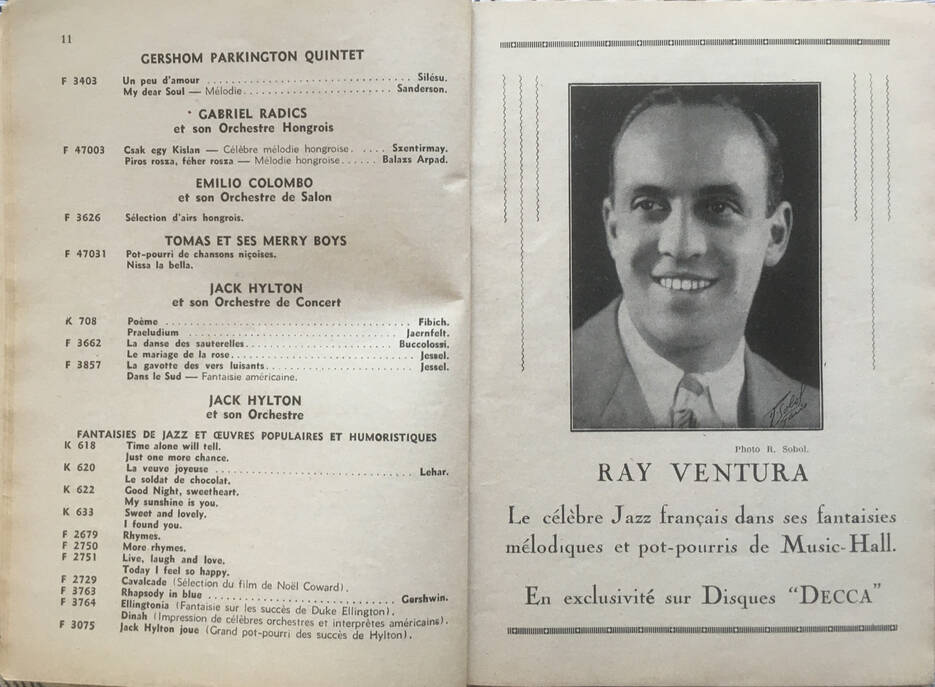 11
GERSHOM PARKINGTON QUINTET
F 3403 Un peu d'amour .............................. Silésu.
My dear Soul — Mélodie........................ Sanderson.
GABRIEL RADICS
et son Orchestre Hongrois
F 47003 Csak egy Kislan — Célèbre mélodie hongroise. .... Szentirmay.
Piros rosza, féher rosza — Mélodie hongroise...... Balazs Arpad.
EMILIO COLOMBO
et son Orchestre de Salon
F 3626 Sélection d'airs hongrois.
TOMAS ET SES MERRY BOYS
F 47031 Pot-pourri de chansons niçoises.
Nissa la bella.
JACK HYLTON
et son Orchestre de Concert
K 708 Poème .................................... Fibich.
Praeludium ................................ Jaernfelt.
F 3662 La danse des sauterelles........................ Buccolossi.
Le mariage de la rose............................ Jessel.
F 3857 La gavotte des vers luisants........................ Jessel.
Dans le Sud — Fantaisie américaine.
JACK HYLTON
et son Orchestre
FANTAISIES DE JAZZ ET ŒUVRES POPULAIRES ET HUMORISTIQUES
K 618 Time alone will tell.
Just one more chance.
K 620 La veuve joyeuse ................................ Lehar.
Le soldat de chocolat.
K 622 Good Night, sweetheart.
My sunshine is you.
K 633 Sweet and lovely.
I found you.
F 2679 Rhymes.
F 2750 More rhymes.
F 2751 Live, laugh and love.
Today I feel so happy.
F 2729 Cavalcade (Sélection du film de Noël Coward).
F 3763 Rhapsody in blue ................................ Gershwin.
F 3764 Ellingtonia (Fantaisie sur les succès de Duke Ellington).
Dinah (Impression de célèbres orchestres et interprètes américains).
F 3075 Jack Hylton joue (Grand pot-pourri des succès de Hylton).
Photo R. Sobol.
RAY VENTURA
Le célèbre Jazz français dans ses fantaisies
mélodiques et pot-pourris de Music-Hall.
En exclusivité sur Disques "DECCA"